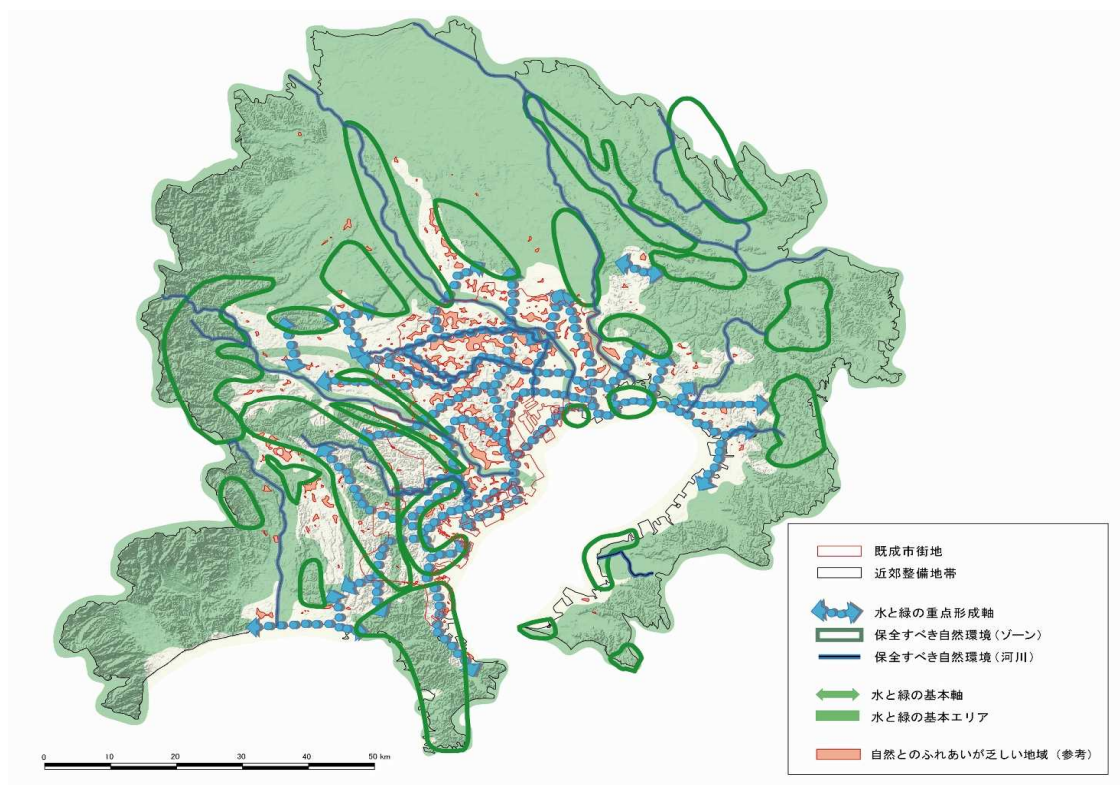 既成市街地
近郊整備地帯
水と緑の重点形成軸
保全すべき自然環境(ゾーン)
保全すべき自然環境(河川)
水と緑の基本軸
水と緑の基本エリア
自然とのふれあいが乏しい地域(参考)
0 10 20 30 40 50 km